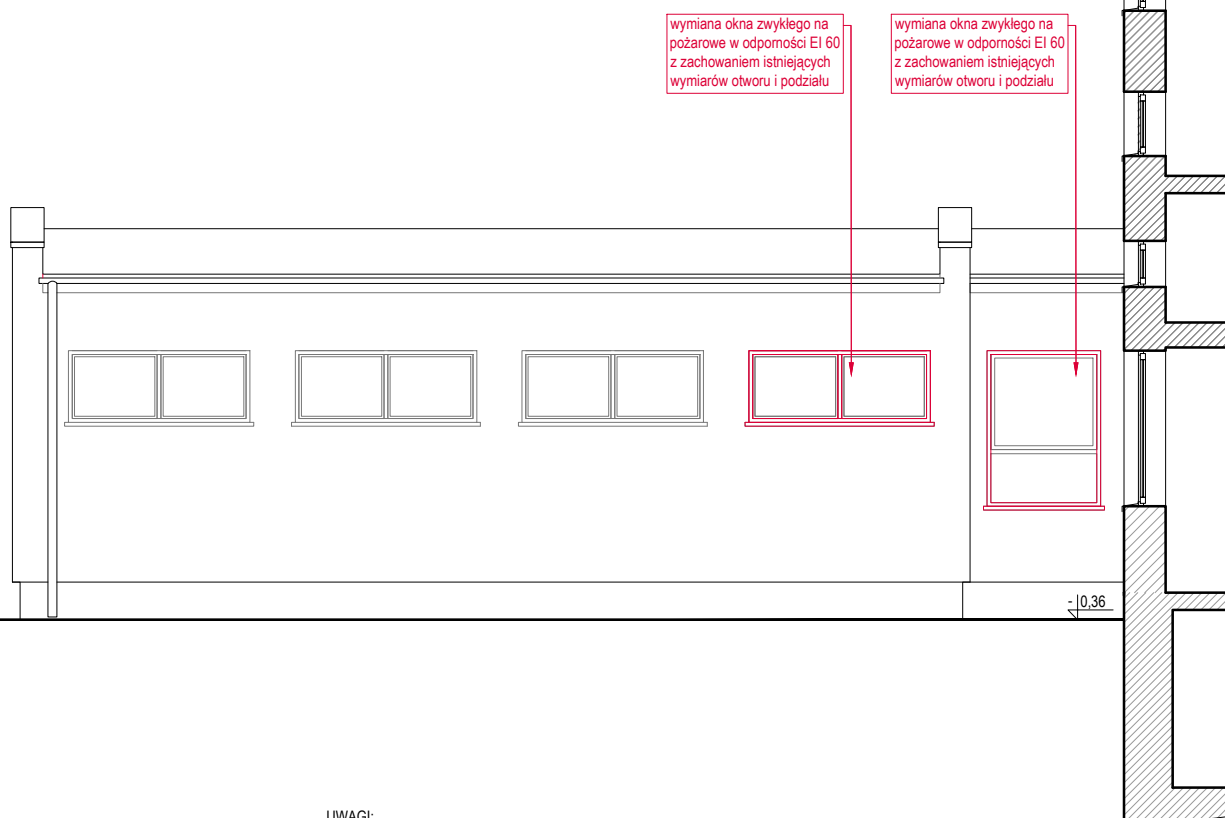 wymiana okna zwykłego na
pożarowe w odporności EI 60
z zachowaniem istniejących
wymiarów otworu i podziału
wymiana okna zwykłego na
pożarowe w odporności EI 60
z zachowaniem istniejących
wymiarów otworu i podziału
- 0,36
UWAGI: